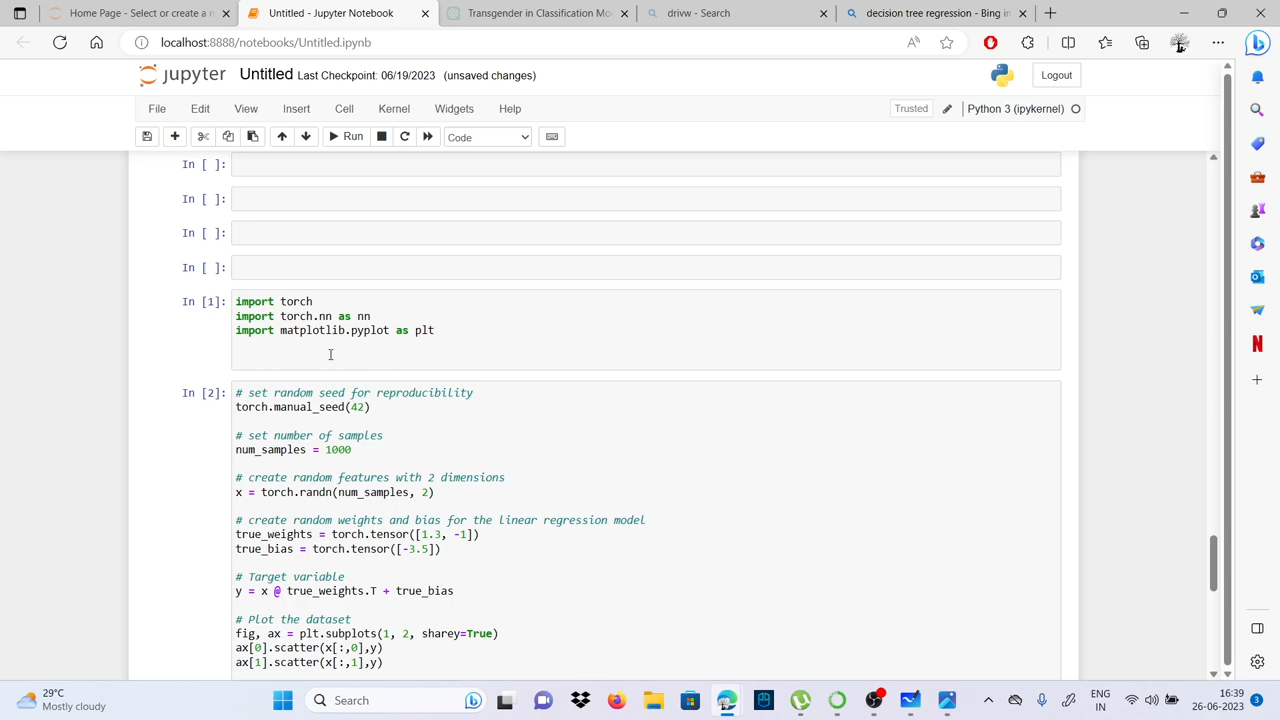 Home Page - Select or create a n
Untitled - Jupyter Notebook
Transgender in Classification Mo
drivw - Search
decision tree regression - Bing in
localhost:8888/notebooks/Untitled.ipynb
jupyter Untitled Last Checkpoint: 06/19/2023 (unsaved changes)
Logout
File Edit View Insert Cell Kernel Widgets Help
Trusted
Python 3 (ipykernel)
Run
Code
In [ ]:
In [ ]:
In [ ]:
In [ ]:
In [1]: import torch
import torch.nn as nn
import matplotlib.pyplot as plt
In [2]: # set random seed for reproducibility
torch.manual_seed(42)
# set number of samples
num_samples = 1000
# create random features with 2 dimensions
x = torch.randn(num_samples, 2)
# create random weights and bias for the linear regression model
true_weights = torch.tensor([1.3, -1])
true_bias = torch.tensor([-3.5])
# Target variable
y = x @ true_weights.T + true_bias
# Plot the dataset
fig, ax = plt.subplots(1, 2, sharey=True)
ax[0].scatter(x[:,0],y)
ax[1].scatter(x[:,1],y)
29°C
Mostly cloudy
Search
ENG
IN
16:39
26-06-2023
3